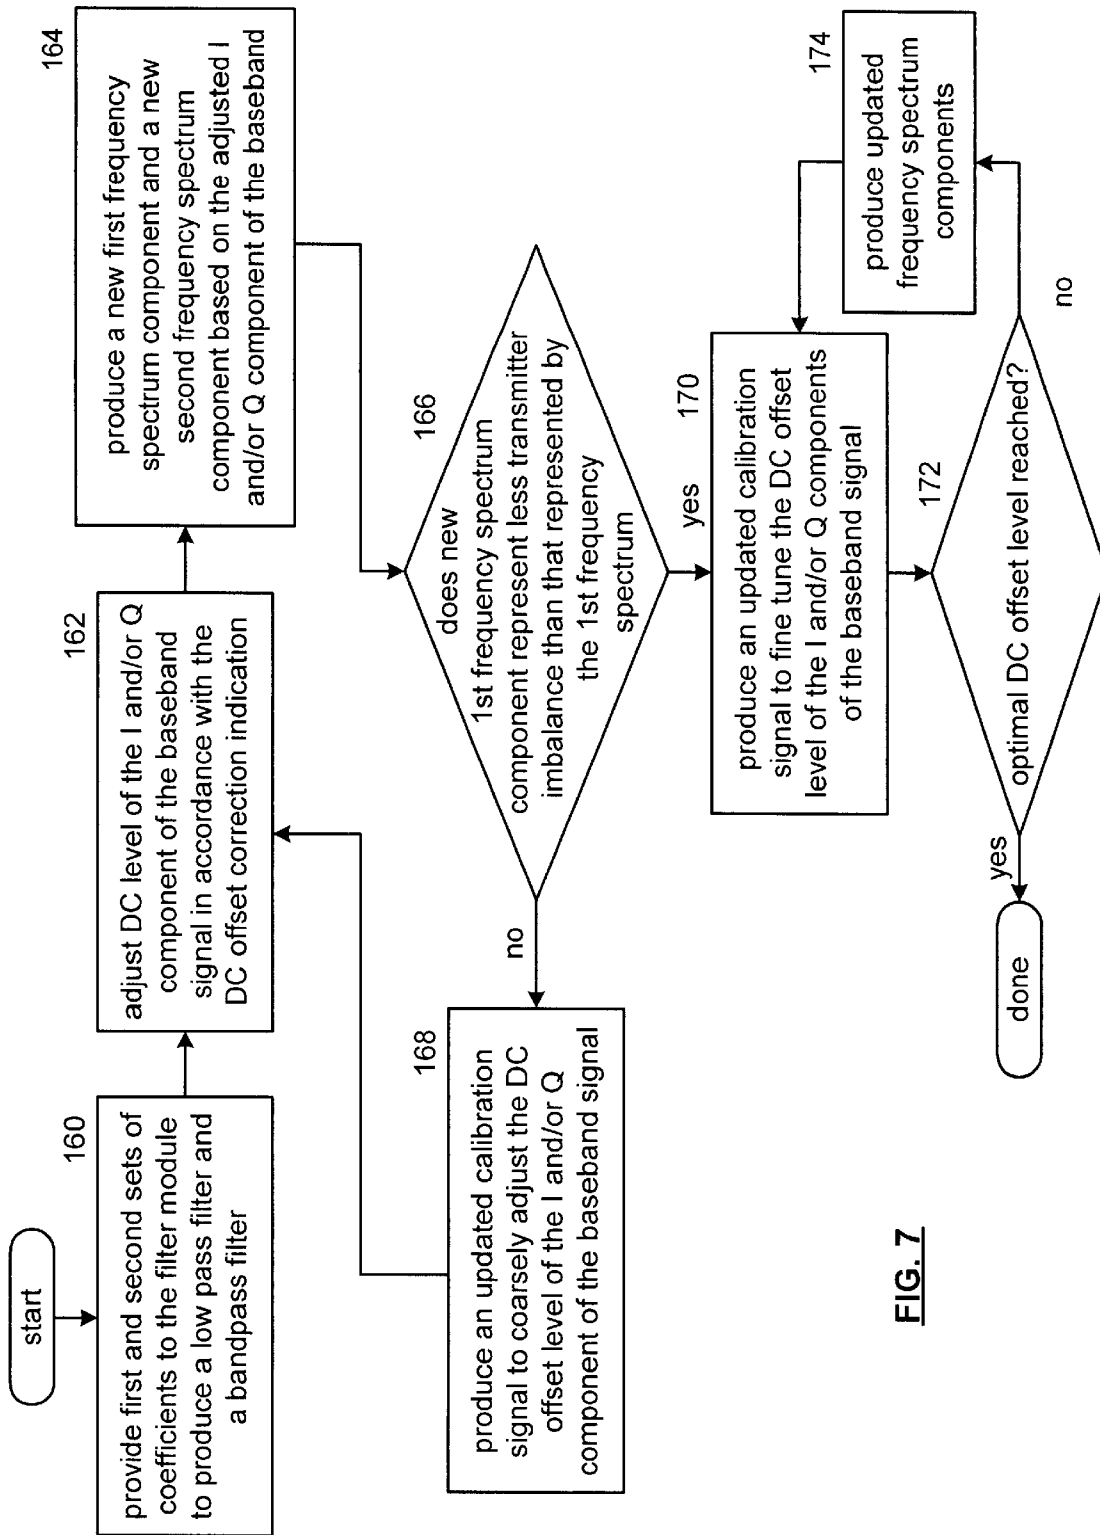 start
160
provide first and second sets of
coefficients to the filter module
to produce a low pass filter and
a bandpass filter
162
adjust DC level of the I and/or Q
component of the baseband
signal in accordance with the
DC offset correction indication
164
produce a new first frequency
spectrum component and a new
second frequency spectrum
component based on the adjusted I
and/or Q component of the baseband
166
does new
1st frequency spectrum
component represent less transmitter
imbalance than that represented by
the 1st frequency
spectrum
no
yes
168
produce an updated calibration
signal to coarsely adjust the DC
offset level of the I and/or Q
component of the baseband signal
170
produce an updated calibration
signal to fine tune the DC offset
level of the I and/or Q components
of the baseband signal
172
optimal DC offset level reached?
yes
no
174
produce updated
frequency spectrum
components
done
FIG. 7